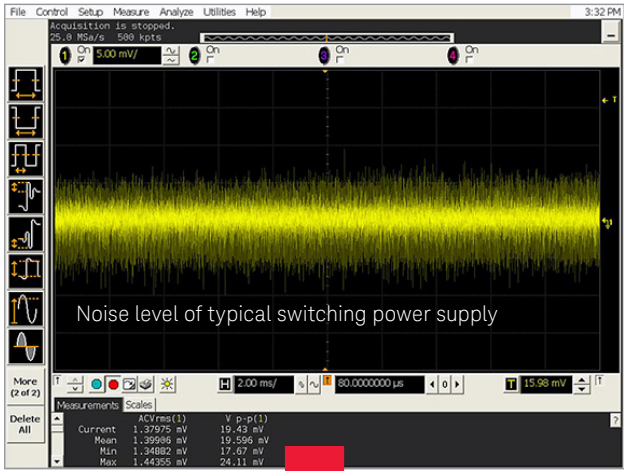 File Control Setup Measure Analyze Utilities Help 3:32 PM
Acquisition is stopped.
25.0 MSa/s 500 kpts
1 On 5.00 mV/ 2 On 3 On 4 On
T
Noise level of typical switching power supply
More
(2 of 2)
Delete
All
H 2.00 ms/ T 80.0000000 µs 0 T 15.98 mV
Measurements Scales
ACVrms(1) V p-p(1)
Current 1.37975 mV 19.43 mV
Mean 1.39906 mV 19.596 mV
Min 1.34882 mV 17.67 mV
Max 1.44355 mV 24.11 mV